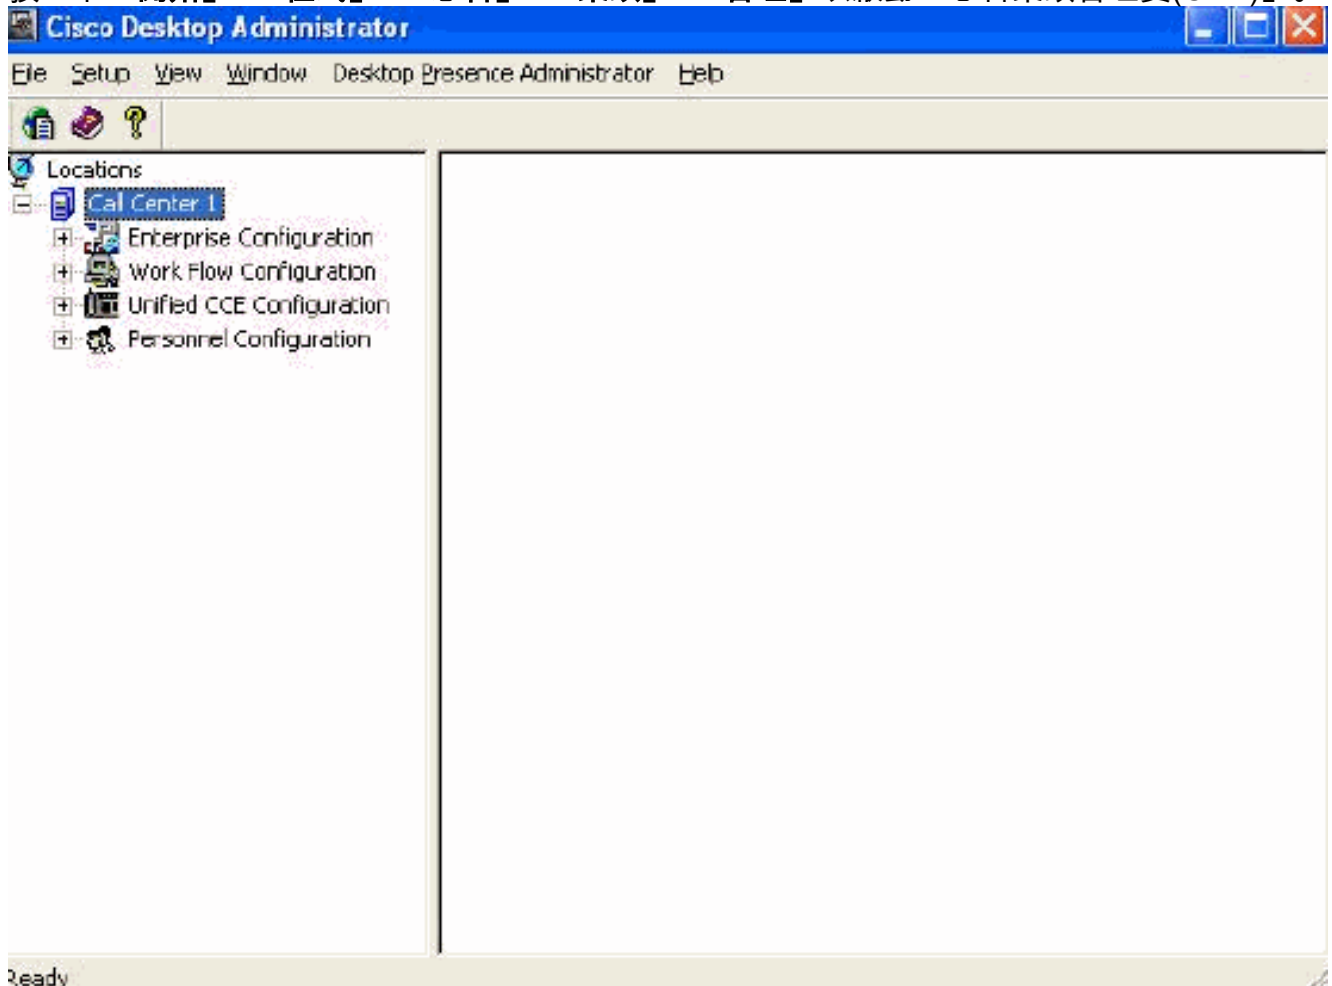 Cisco Desktop Administrator
File Setup View Window Desktop Presence Administrator Help
Locations
Call Center 1
Enterprise Configuration
Work Flow Configuration
Unified CCE Configuration
Personnel Configuration
Ready